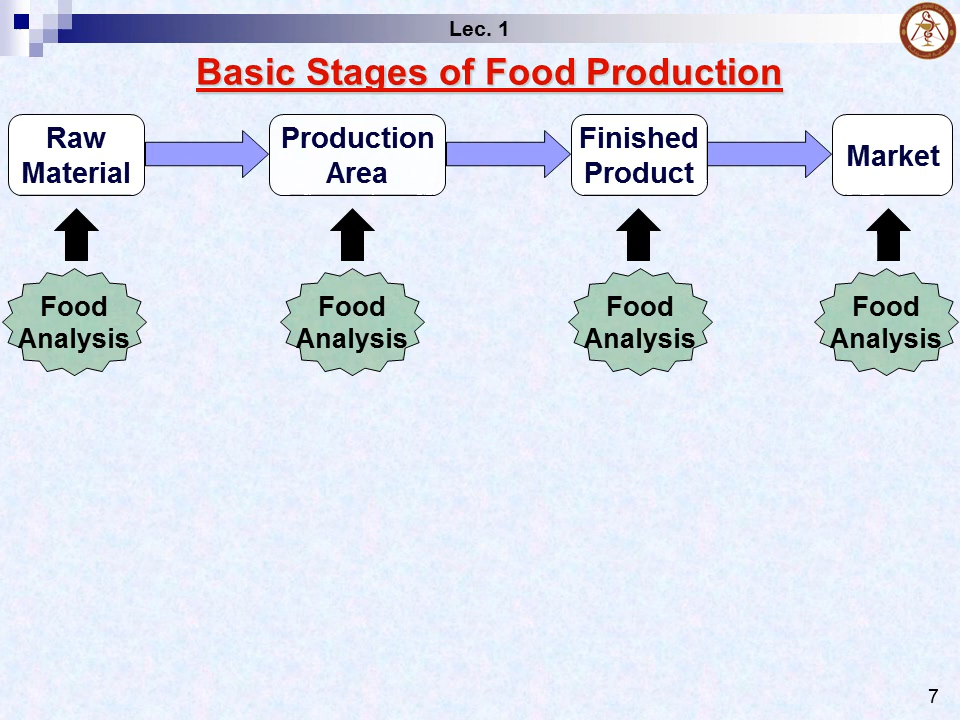 Lec. 1
Basic Stages of Food Production
Raw
Material
Production
Area
Finished
Product
Market
Food
Analysis
Food
Analysis
Food
Analysis
Food
Analysis
7